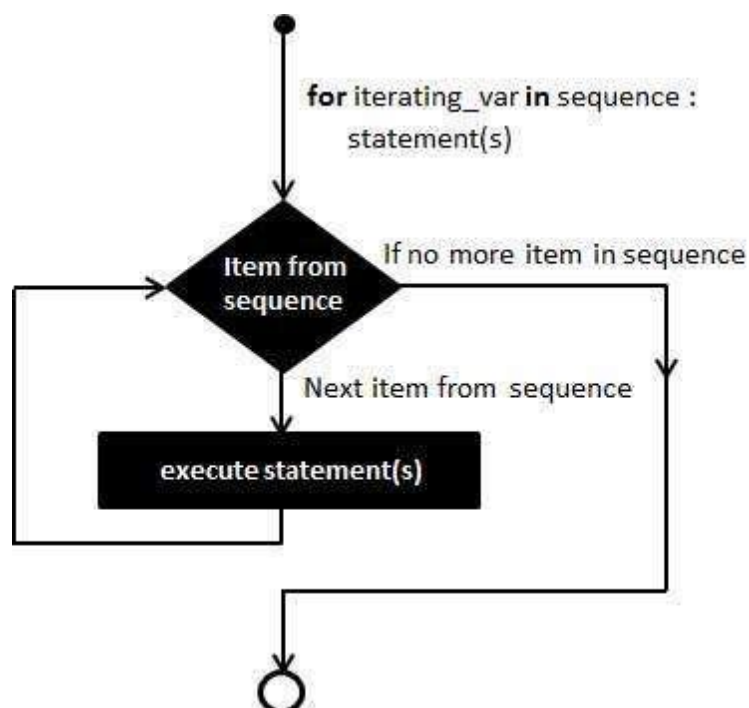 for iterating_var in sequence :
statement(s)
If no more item in sequence
Item from
sequence
Next item from sequence
execute statement(s)